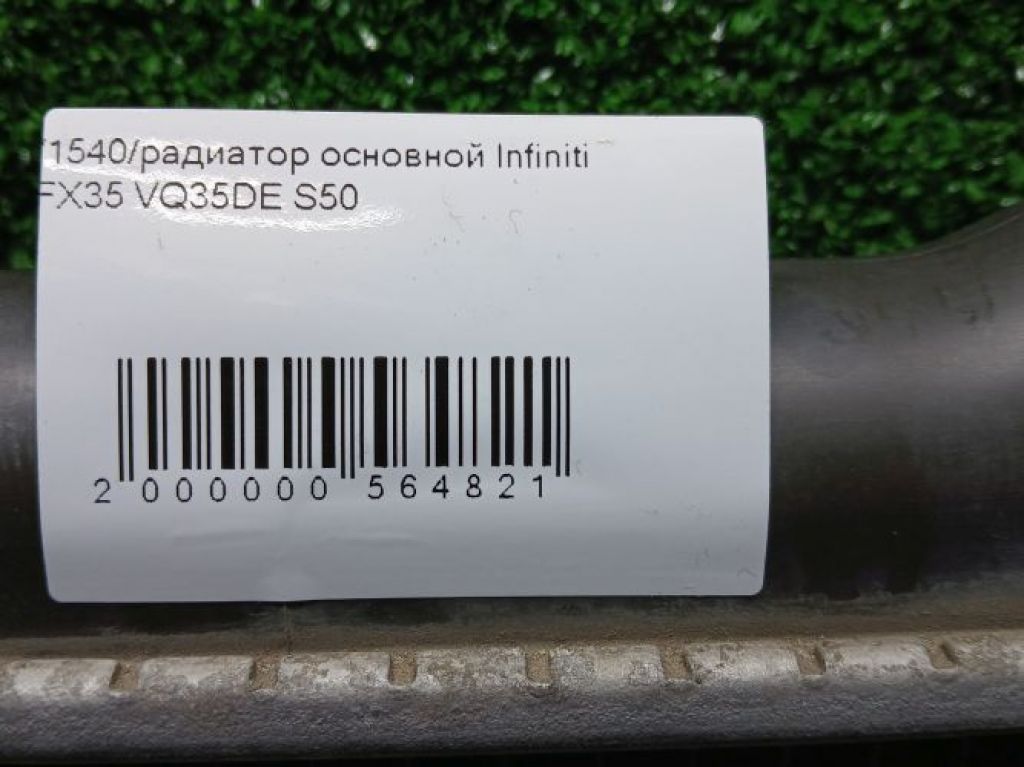 1540/радиатор основной Infiniti
FX35 VQ35DE S50
2 000000 564821